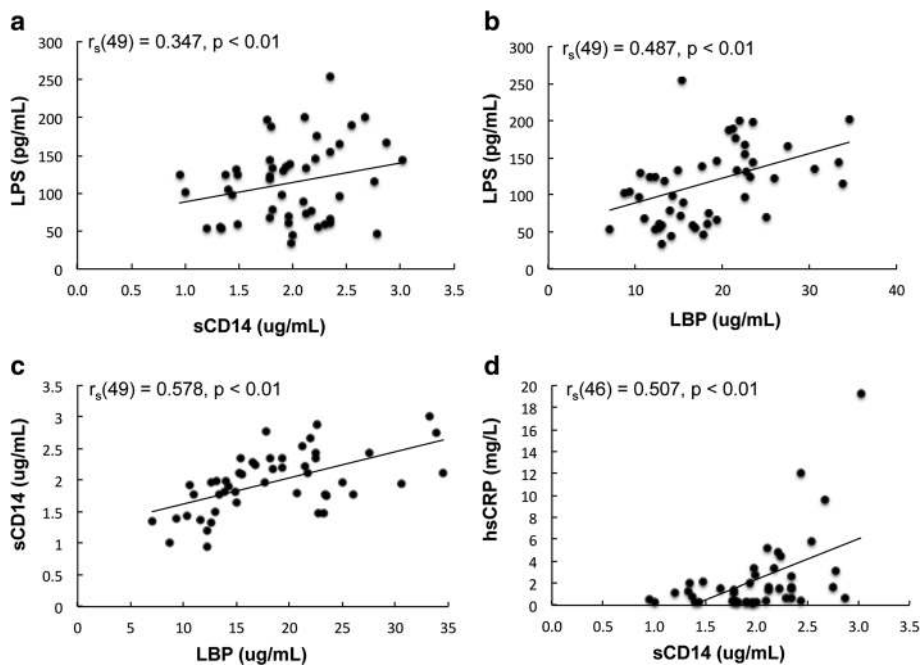 a
r_s(49) = 0.347, p < 0.01
LPS (pg/mL)
300
250
200
150
100
50
0
0.0 0.5 1.0 1.5 2.0 2.5 3.0 3.5
sCD14 (ug/mL)
b
r_s(49) = 0.487, p < 0.01
LPS (pg/mL)
300
250
200
150
100
50
0
0 10 20 30 40
LBP (ug/mL)
c
r_s(49) = 0.578, p < 0.01
sCD14 (ug/mL)
3.5
3
2.5
2
1.5
1
0.5
0
5 10 15 20 25 30 35
LBP (ug/mL)
d
r_s(46) = 0.507, p < 0.01
hsCRP (mg/L)
20
18
16
14
12
10
8
6
4
2
0
0.0 0.5 1.0 1.5 2.0 2.5 3.0 3.5
sCD14 (ug/mL)